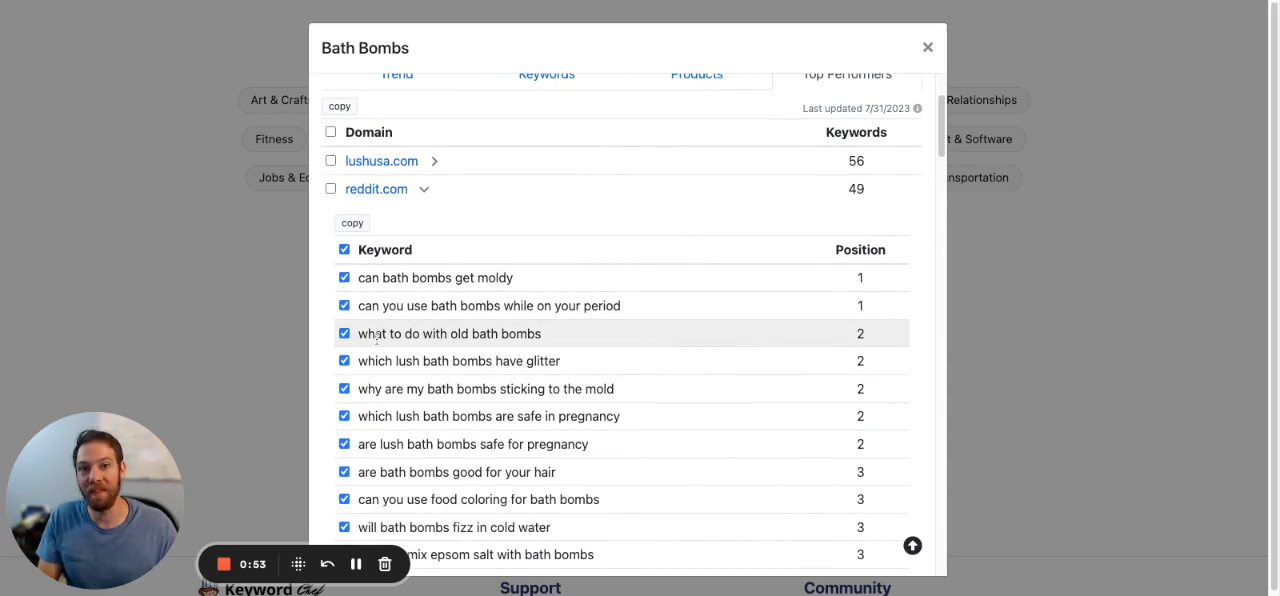 Bath Bombs
×
Trend Keywords Products Top Performers
Art & Craft
Relationships
copy
Last updated 7/31/2023
Domain Keywords
Fitness
t & Software
lushusa.com 56
Jobs & Ec
nsportation
reddit.com 49
copy
Keyword Position
can bath bombs get moldy 1
can you use bath bombs while on your period 1
what to do with old bath bombs 2
which lush bath bombs have glitter 2
why are my bath bombs sticking to the mold 2
which lush bath bombs are safe in pregnancy 2
are lush bath bombs safe for pregnancy 2
are bath bombs good for your hair 3
can you use food coloring for bath bombs 3
will bath bombs fizz in cold water 3
mix epsom salt with bath bombs 3
0:53
Keyword Chef
Support
Community